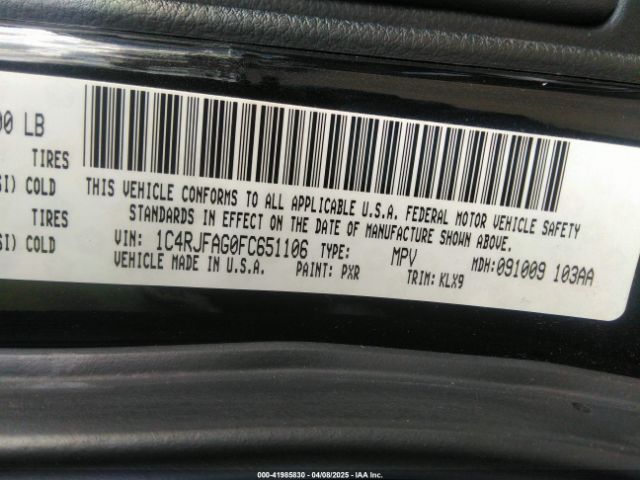 00 LB
TIRES
SI) COLD
TIRES
SI) COLD
THIS VEHICLE CONFORMS TO ALL APPLICABLE U.S.A. FEDERAL MOTOR VEHICLE SAFETY
STANDARDS IN EFFECT ON THE DATE OF MANUFACTURE SHOWN ABOVE.
VIN: 1C4RJFAG0FC651106 TYPE: MPV MDH:091009 103AA
VEHICLE MADE IN U.S.A. PAINT: PXR TRIM: KLX9
000-41985830 - 04/08/2025 - IAA Inc.